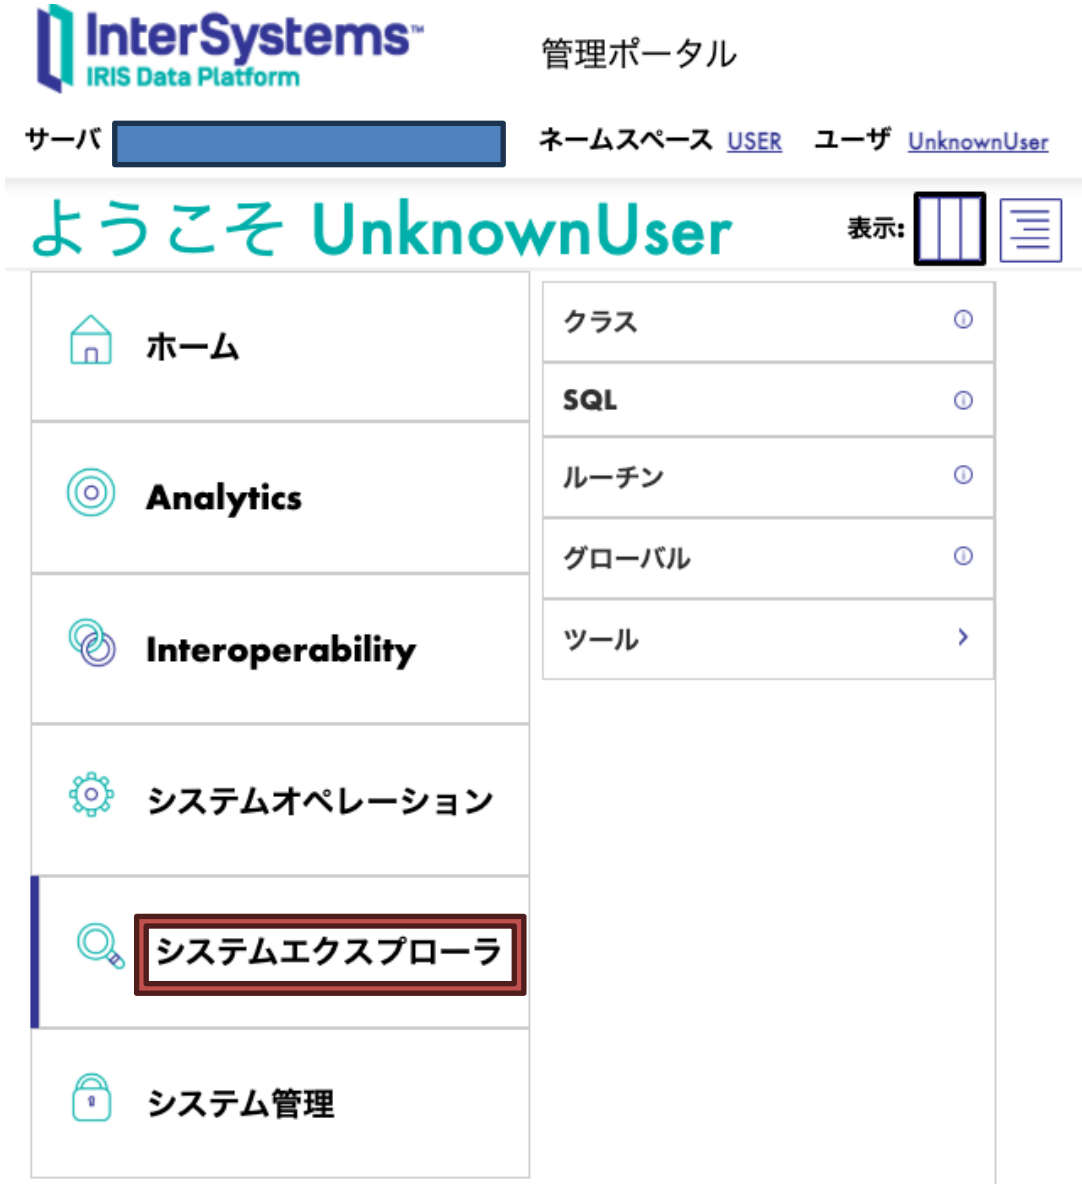 InterSystems™
IRIS Data Platform
管理ポータル
サーバ
ネームスペース USER ユーザ UnknownUser
ようこそ UnknownUser
表示:
ホーム
Analytics
Interoperability
システムオペレーション
システムエクスプローラ
システム管理
クラス
SQL
ルーチン
グローバル
ツール